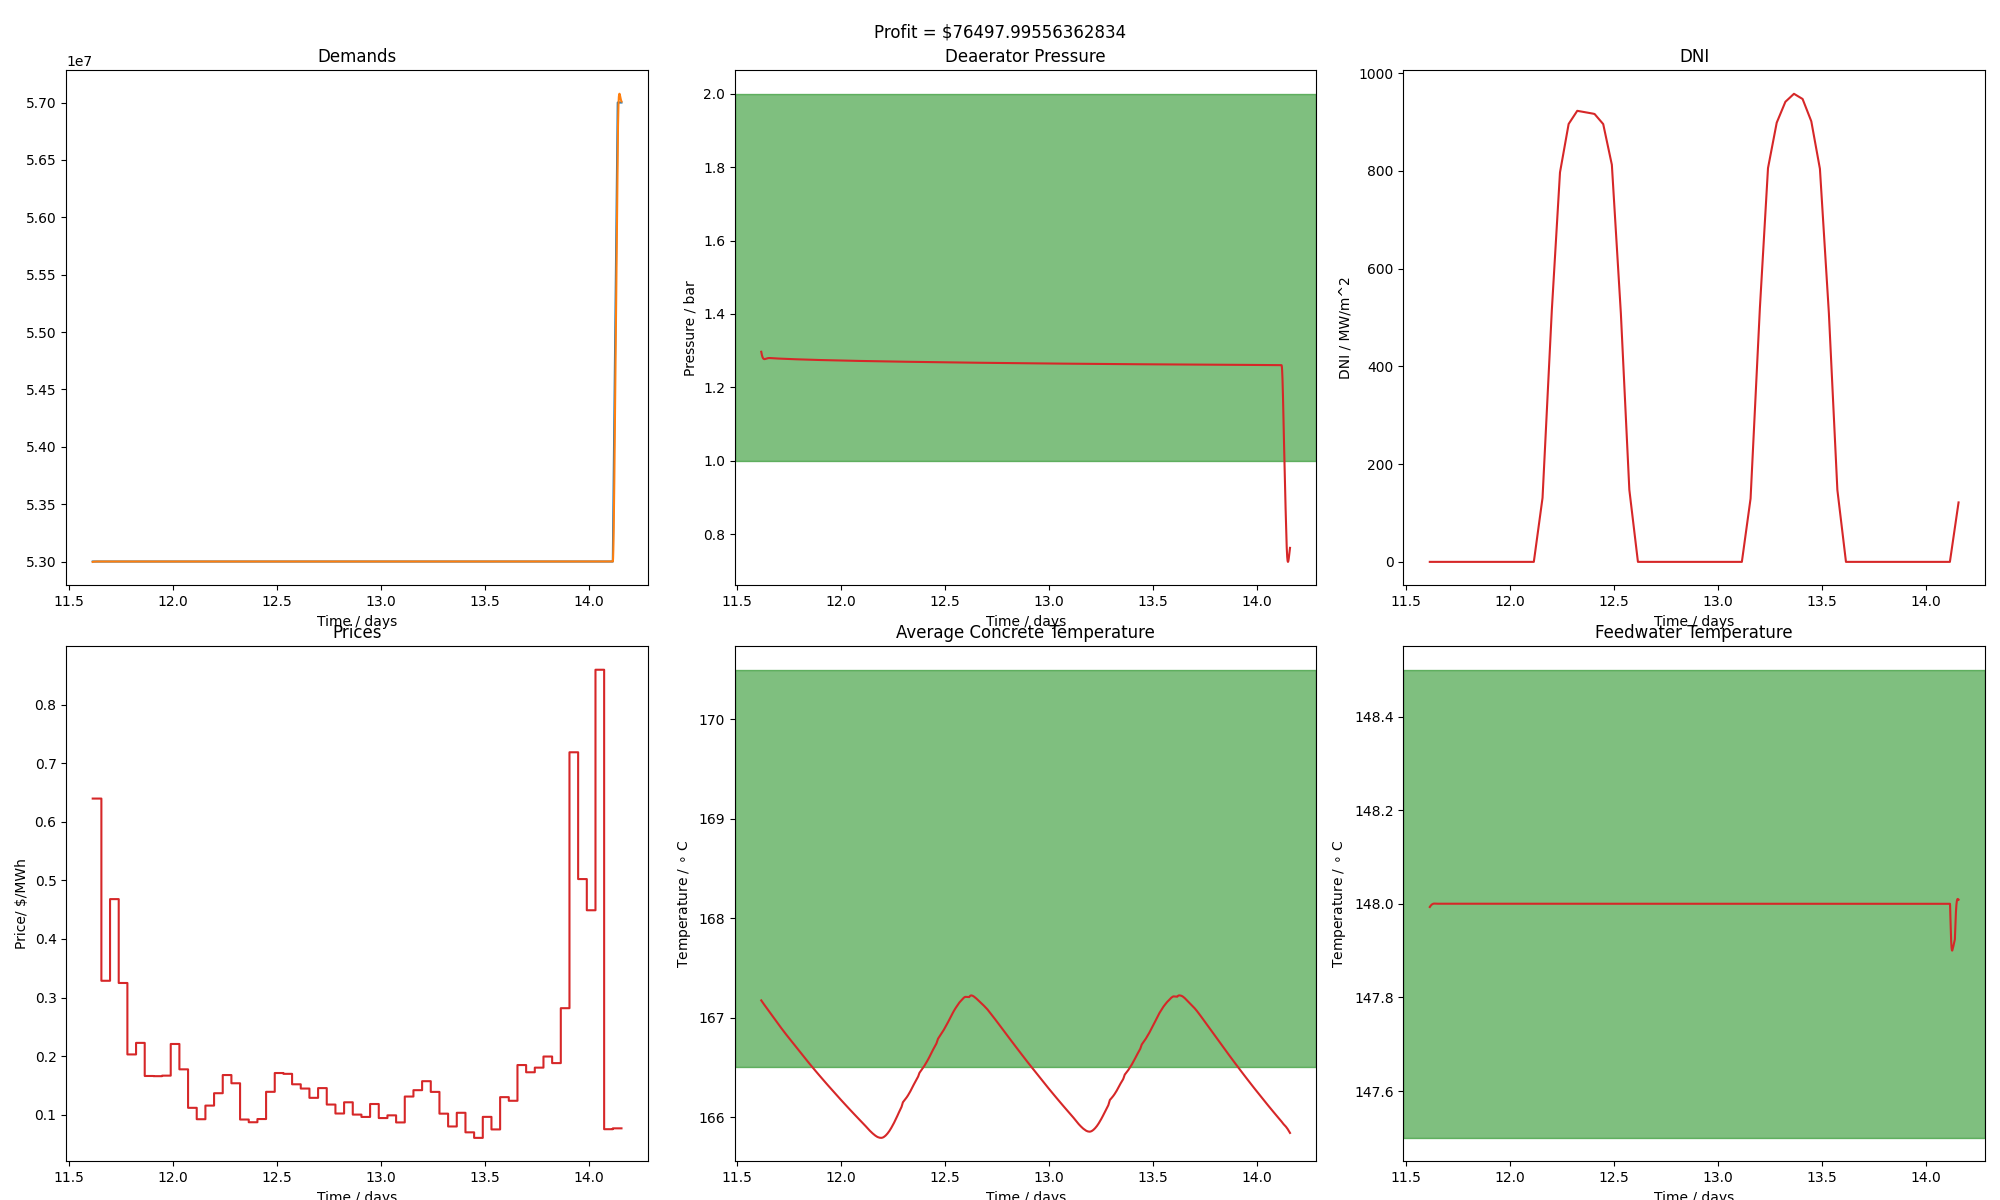 Profit = $76497.99556362834
Demands
1e7
5.70
5.65
5.60
5.55
5.50
5.45
5.40
5.35
5.30
11.5 12.0 12.5 13.0 13.5 14.0
Time / days
Deaerator Pressure
Pressure / bar
2.0
1.8
1.6
1.4
1.2
1.0
0.8
11.5 12.0 12.5 13.0 13.5 14.0
Time / days
DNI
DNI / MW/m^2
1000
800
600
400
200
0
11.5 12.0 12.5 13.0 13.5 14.0
Time / days
Prices
Price/ $/MWh
0.8
0.7
0.6
0.5
0.4
0.3
0.2
0.1
11.5 12.0 12.5 13.0 13.5 14.0
Time / days
Average Concrete Temperature
Temperature / ∘ C
170
169
168
167
166
11.5 12.0 12.5 13.0 13.5 14.0
Time / days
Feedwater Temperature
Temperature / ∘ C
148.4
148.2
148.0
147.8
147.6
11.5 12.0 12.5 13.0 13.5 14.0
Time / days